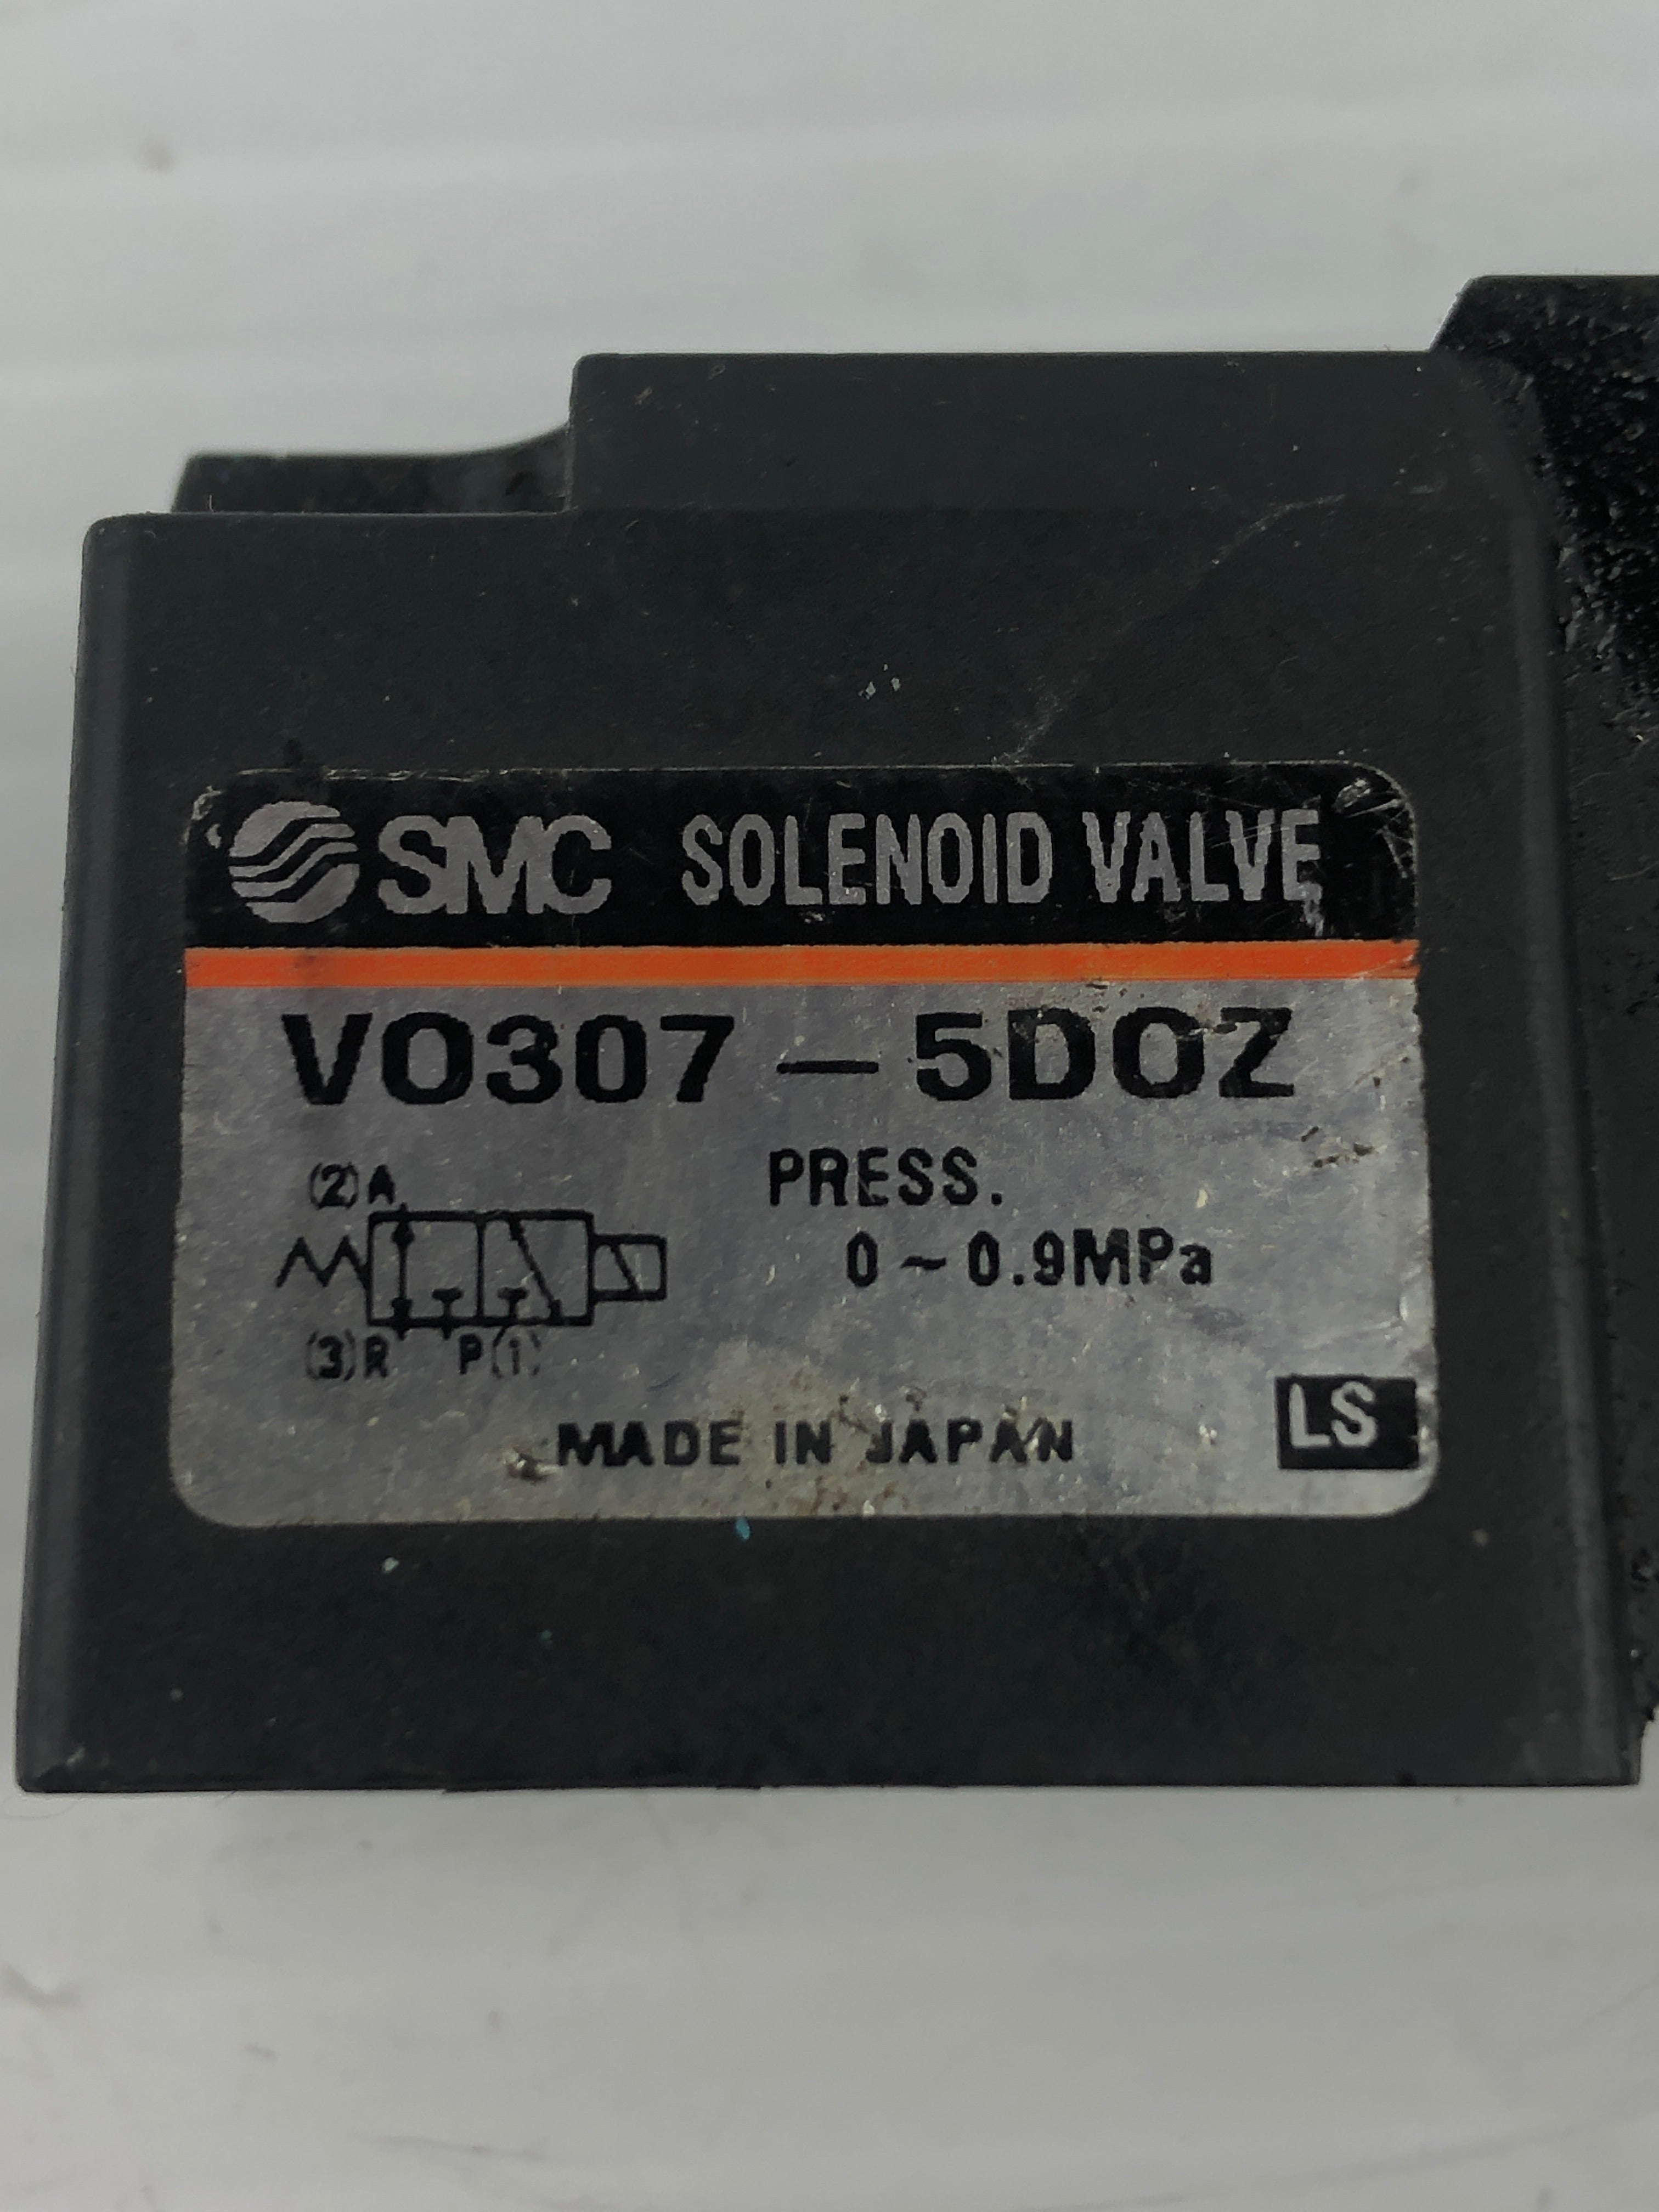 SMC SOLENOID VALVE
VO307-5DOZ
(2)A
PRESS.
0~0.9MPa
(3)R P(1)
MADE IN JAPAN
LS